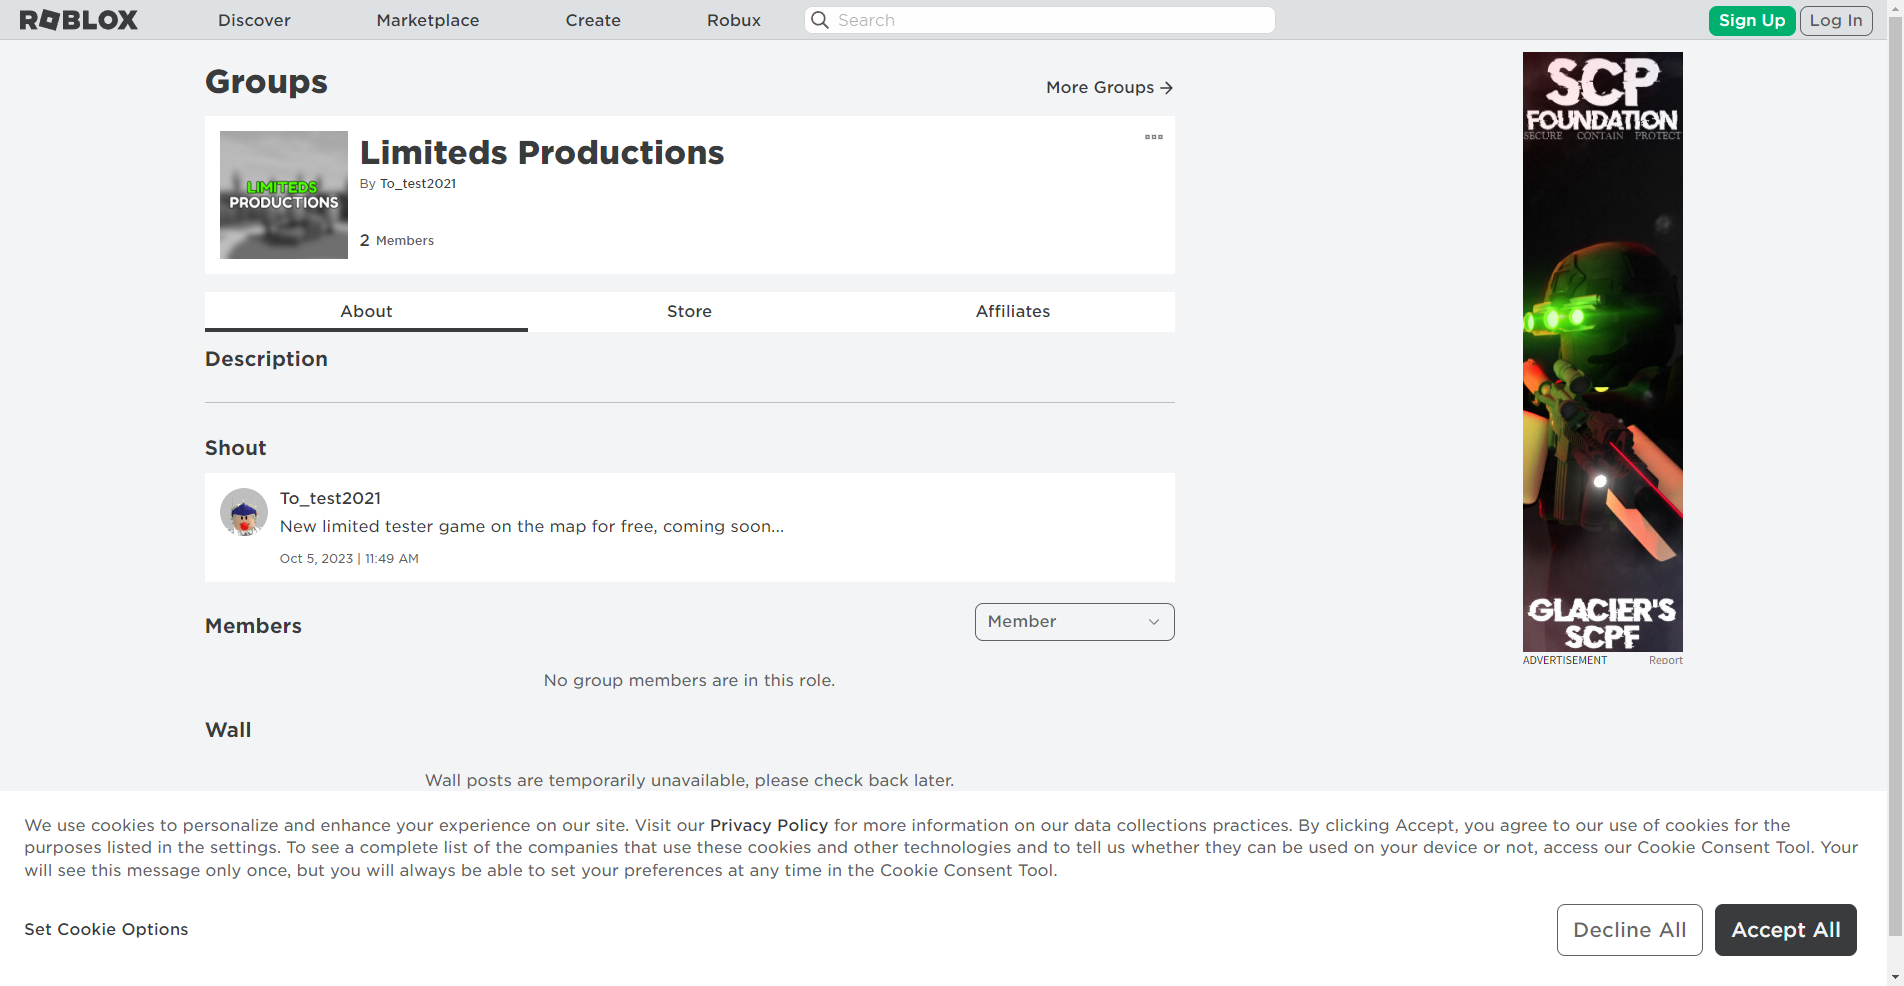 ROBLOX
Discover
Marketplace
Create
Robux
Search
Sign Up
Log In
Groups
More Groups
LIMITEDS
PRODUCTIONS
Limiteds Productions
By To_test2021
2 Members
About
Store
Affiliates
Description
Shout
To_test2021
New limited tester game on the map for free, coming soon...
Oct 5, 2023 | 11:49 AM
Members
Member
No group members are in this role.
Wall
Wall posts are temporarily unavailable, please check back later.
SCP
FOUNDATION
SECURE CONTAIN PROTECT
GLACIER'S
SCPF
ADVERTISEMENT
Report
We use cookies to personalize and enhance your experience on our site. Visit our Privacy Policy for more information on our data collections practices. By clicking Accept, you agree to our use of cookies for the
purposes listed in the settings. To see a complete list of the companies that use these cookies and other technologies and to tell us whether they can be used on your device or not, access our Cookie Consent Tool. Your
will see this message only once, but you will always be able to set your preferences at any time in the Cookie Consent Tool.
Set Cookie Options
Decline All
Accept All